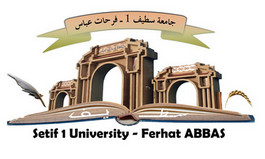 جامعة سطيف 1 - فرحات عباس
Setif 1 University - Ferhat ABBAS